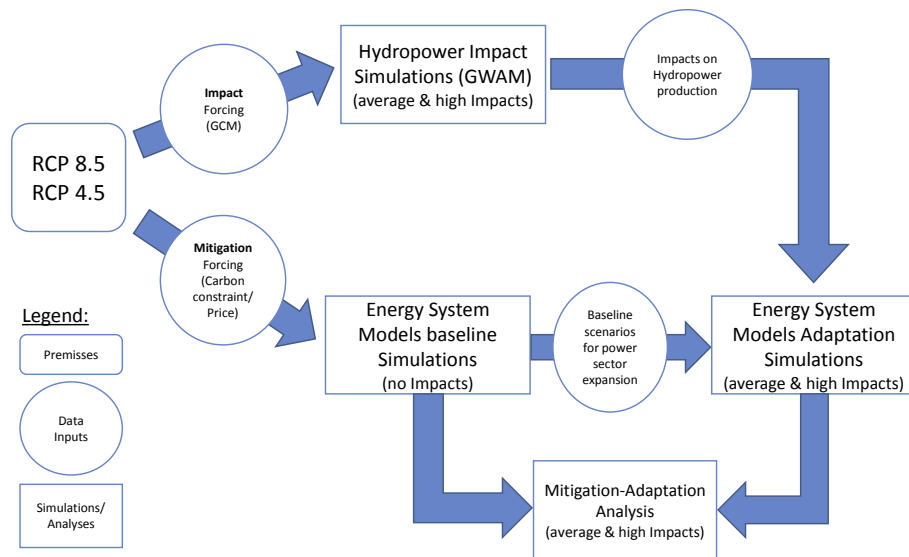 RCP 8.5
RCP 4.5
Impact
Forcing
(GCM)
Hydropower Impact
Simulations (GWAM)
(average & high Impacts)
Impacts on
Hydropower
production
Mitigation
Forcing
(Carbon
constraint/
Price)
Energy System
Models baseline
Simulations
(no Impacts)
Baseline
scenarios
for power
sector
expansion
Energy System
Models Adaptation
Simulations
(average & high Impacts)
Mitigation-Adaptation
Analysis
(average & high Impacts)
Legend:
Premisses
Data
Inputs
Simulations/
Analyses